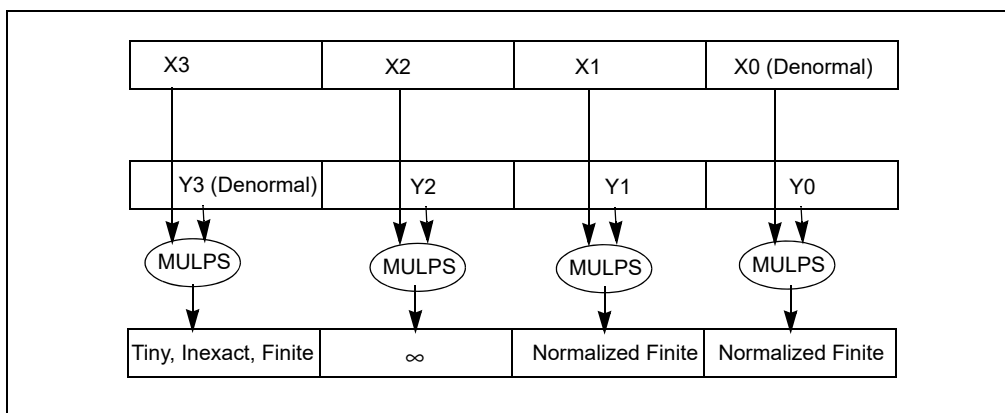 X3 X2 X1 X0 (Denormal)
Y3 (Denormal) Y2 Y1 Y0
MULPS MULPS MULPS MULPS
Tiny, Inexact, Finite ∞ Normalized Finite Normalized Finite